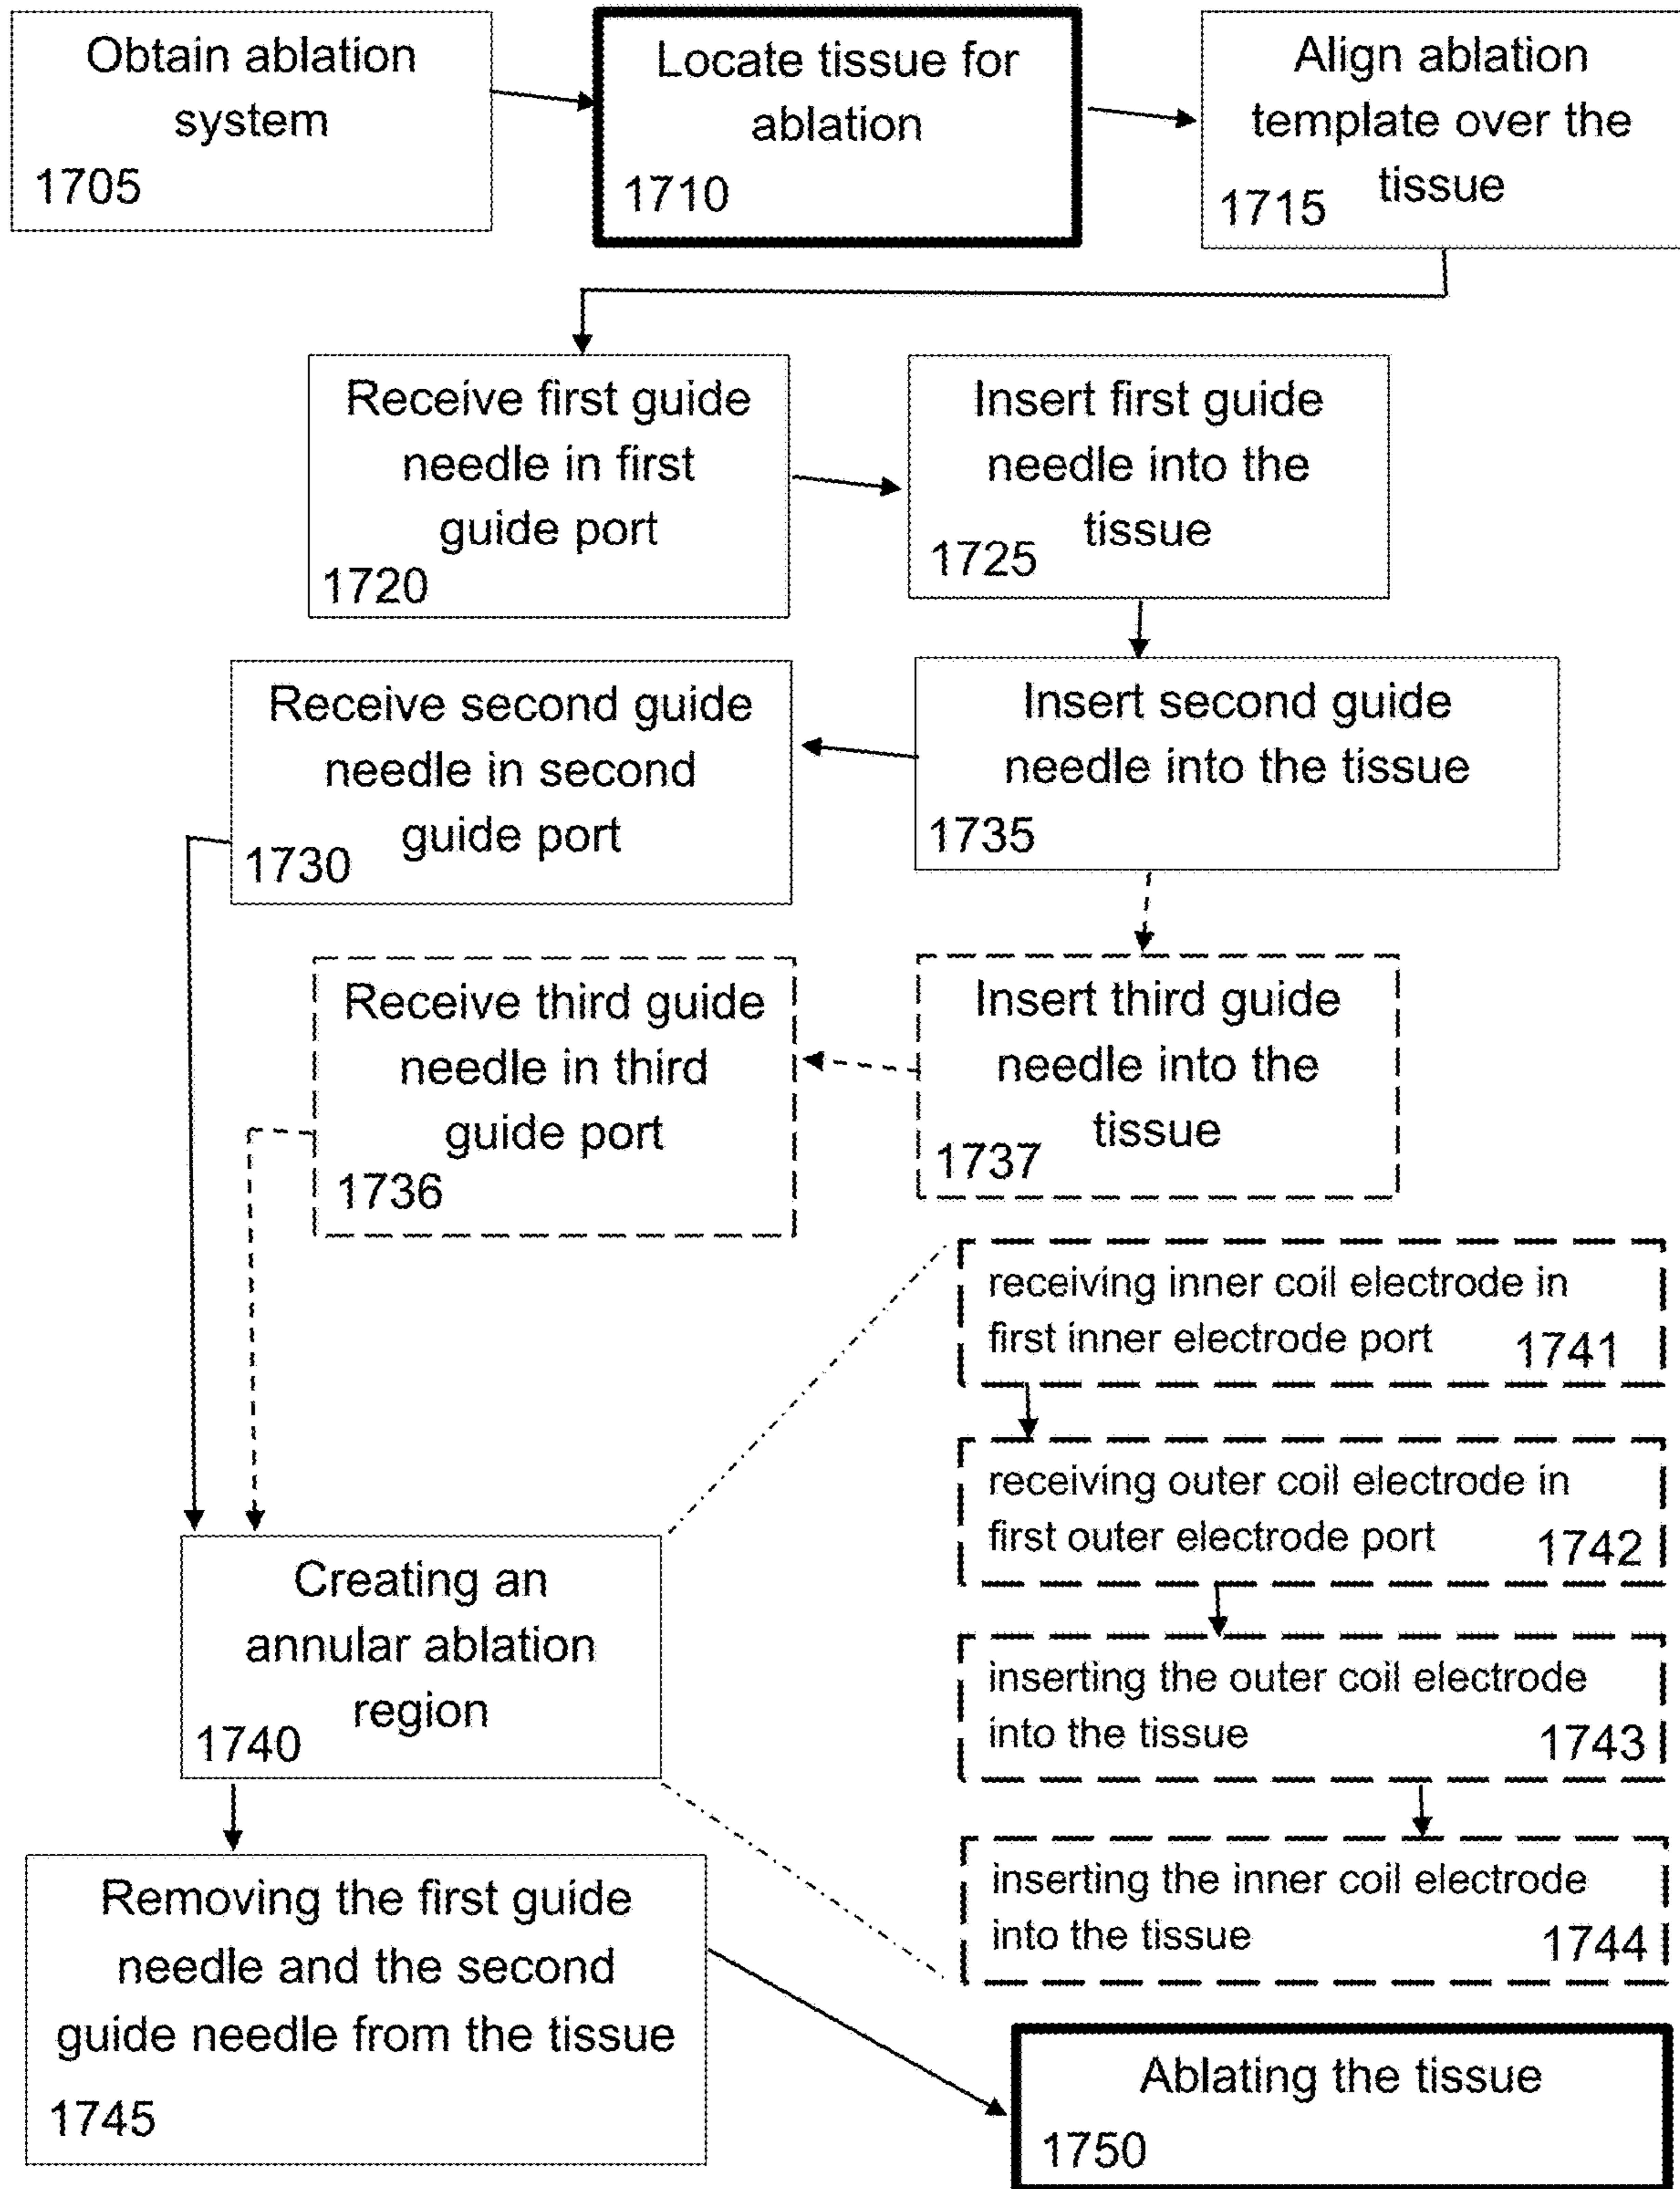 Obtain ablation
system
1705
Locate tissue for
ablation
1710
Align ablation
template over the
tissue
1715
Receive first guide
needle in first
guide port
1720
Insert first guide
needle into the
tissue
1725
Receive second guide
needle in second
guide port
1730
Insert second guide
needle into the tissue
1735
Receive third guide
needle in third
guide port
1736
Insert third guide
needle into the
tissue
1737
receiving inner coil electrode in
first inner electrode port 1741
receiving outer coil electrode in
first outer electrode port 1742
inserting the outer coil electrode
into the tissue 1743
inserting the inner coil electrode
into the tissue 1744
Creating an
annular ablation
region
1740
Removing the first guide
needle and the second
guide needle from the tissue
1745
Ablating the tissue
1750